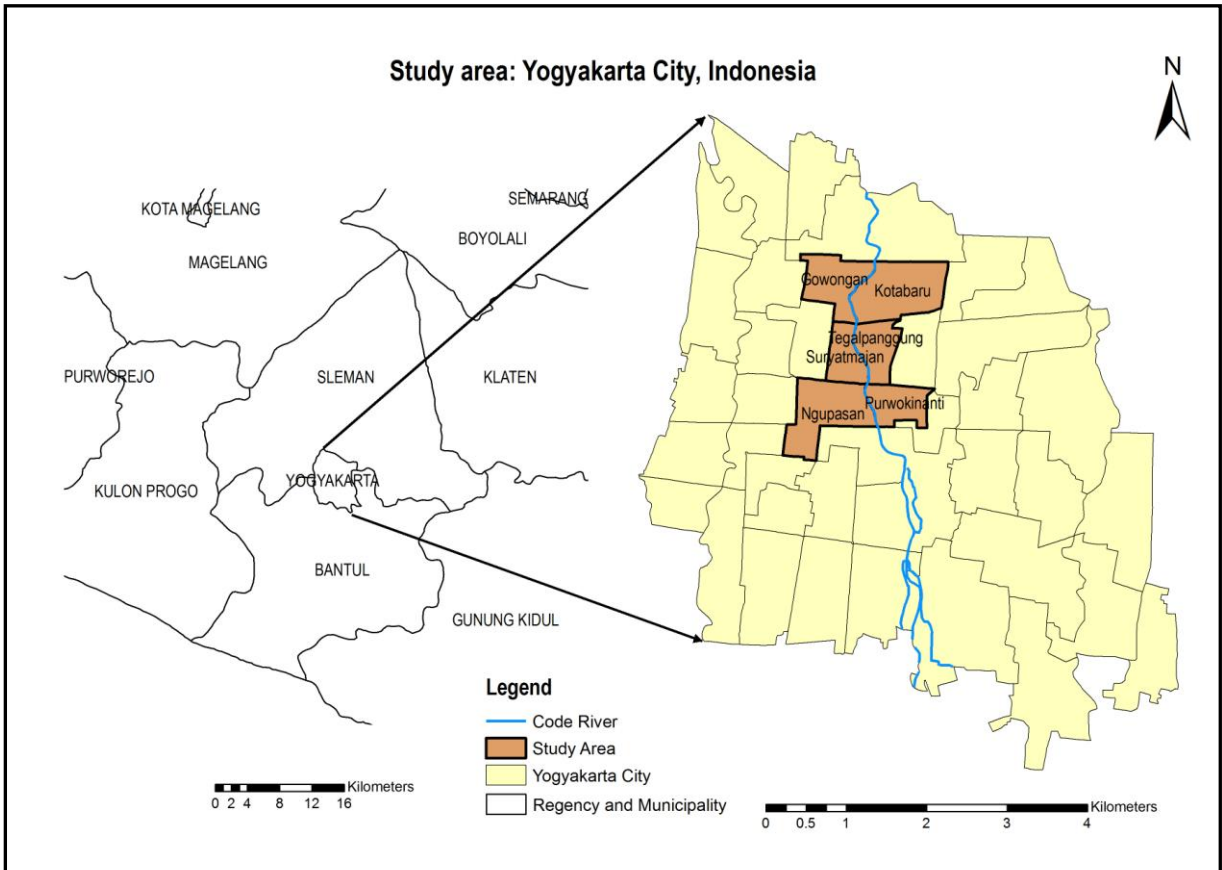 Study area: Yogyakarta City, Indonesia
N
KOTA MAGELANG
SEMARANG
BOYOLALI
MAGELANG
PURWOREJO
SLEMAN
KLATEN
YOGYAKARTA
KULON PROGO
BANTUL
GUNUNG KIDUL
Gowongan
Kotabaru
Tegalpanggung
Suryatmajan
Purwokinanti
Ngupasan
Legend
Code River
Study Area
Yogyakarta City
Regency and Municipality
Kilometers
0 2 4 8 12 16
Kilometers
0 0.5 1 2 3 4